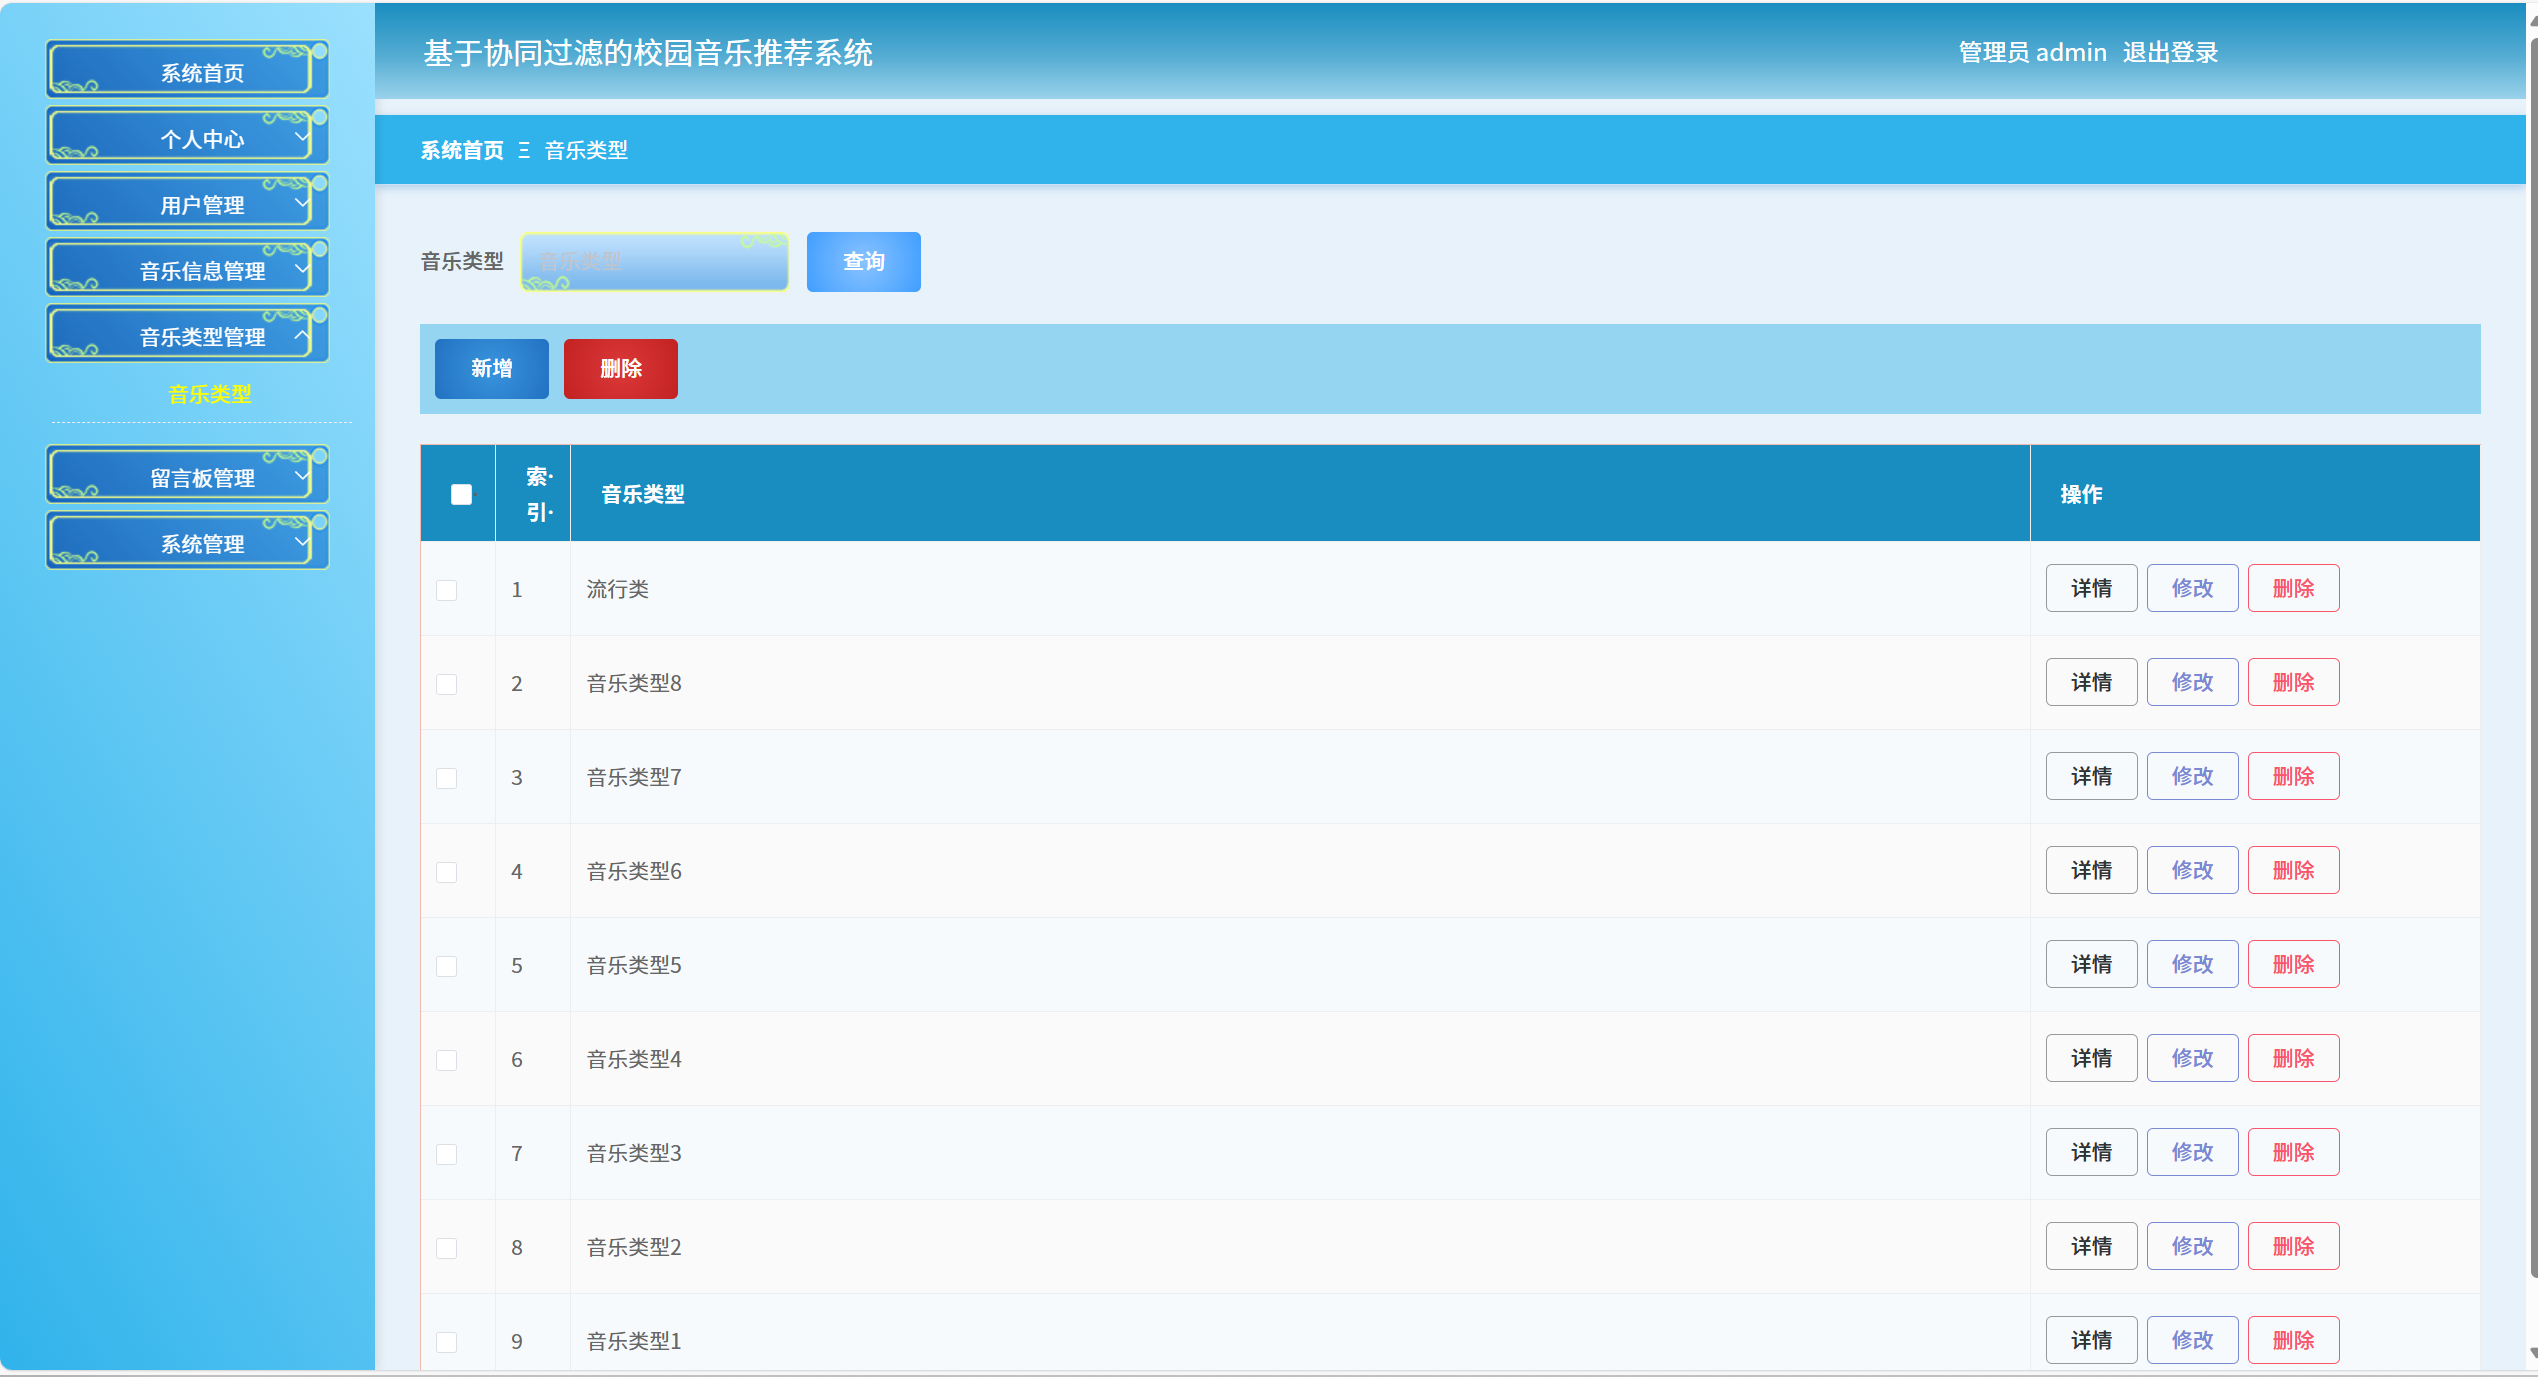 基于协同过滤的校园音乐推荐系统
管理员 admin 退出登录
系统首页
个人中心
用户管理
音乐信息管理
音乐类型管理
音乐类型
留言板管理
系统管理
系统首页 Ξ 音乐类型
音乐类型 音乐类型 查询
新增 删除
索引 音乐类型 操作
1 流行类 详情 修改 删除
2 音乐类型8 详情 修改 删除
3 音乐类型7 详情 修改 删除
4 音乐类型6 详情 修改 删除
5 音乐类型5 详情 修改 删除
6 音乐类型4 详情 修改 删除
7 音乐类型3 详情 修改 删除
8 音乐类型2 详情 修改 删除
9 音乐类型1 详情 修改 删除